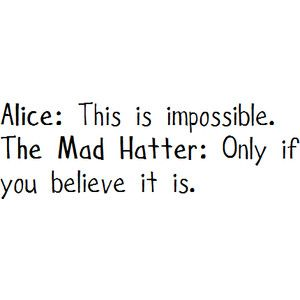 Alice: This is impossible.
The Mad Hatter: Only if
you believe it is.